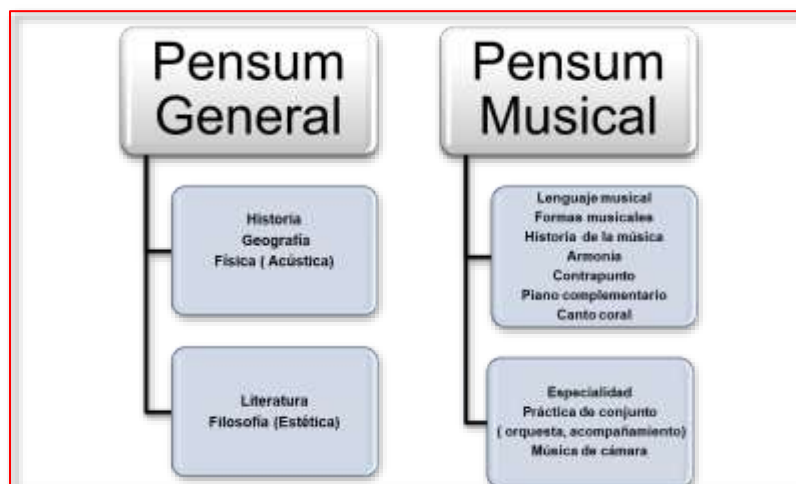 Pensum
General
Historia
Geografía
Física ( Acústica)
Literatura
Filosofía (Estética)
Pensum
Musical
Lenguaje musical
Formas musicales
Historia de la música
Armonía
Contrapunto
Piano complementario
Canto coral
Especialidad
Práctica de conjunto
( orquesta, acompañamiento)
Música de cámara